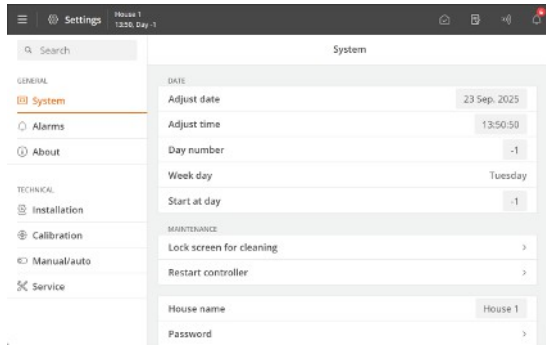 Settings
House 1
13:50, Day -1
Search
System
GENERAL
System
Alarms
About
TECHNICAL
Installation
Calibration
Manual/auto
Service
DATE
Adjust date 23 Sep. 2025
Adjust time 13:50:50
Day number -1
Week day Tuesday
Start at day -1
MAINTENANCE
Lock screen for cleaning
Restart controller
House name House 1
Password